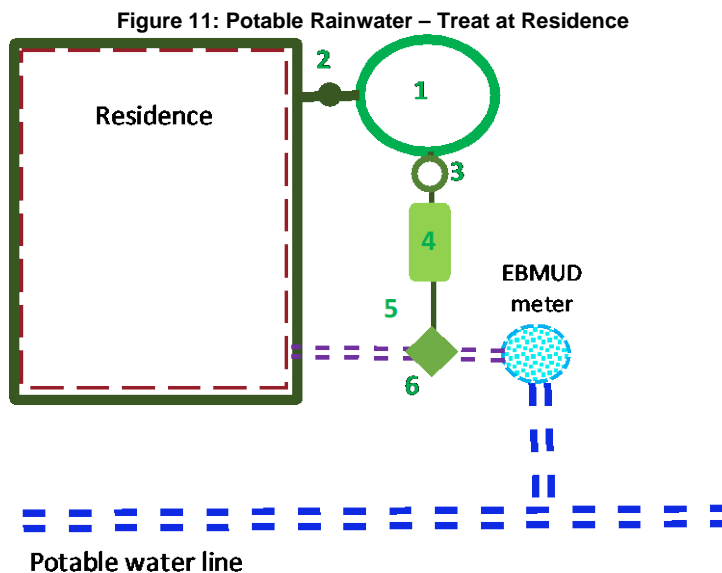 Figure 11: Potable Rainwater – Treat at Residence
2
1
Residence
3
4
EBMUD
meter
5
6
Potable water line